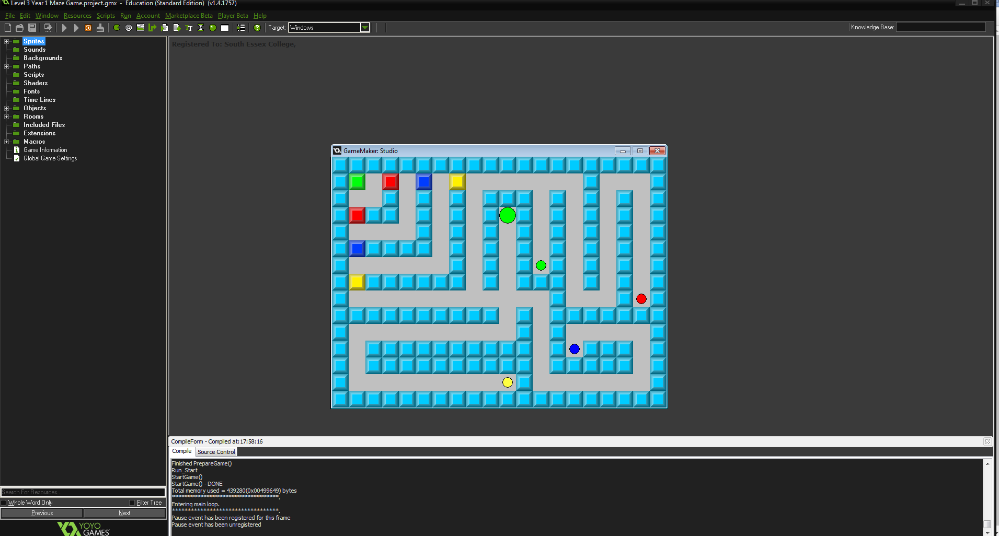 Level 3 Year 1 Maze Game.project.gmx  -  Education (Standard Edition)  (v1.4.1757)
File Edit Window Resources Scripts Run Account Marketplace Beta Player Beta Help
Target: Windows
Knowledge Base:
Sprites
Sounds
Backgrounds
Paths
Scripts
Shaders
Fonts
Time Lines
Objects
Rooms
Included Files
Extensions
Macros
Game Information
Global Game Settings
Registered To: South Essex College,
GameMaker: Studio
CompileForm - Compiled at:17:58:16
Compile Source Control
Finished PrepareGame()
Run_Start
StartGame()
StartGame() - DONE
Total memory used = 439280(0x00499649) bytes
**********************************.
Entering main loop.
**********************************.
Pause event has been registered for this frame
Pause event has been unregistered
Search For Resources...
Whole Word Only Filter Tree
Previous Next
YOYO
GAMES